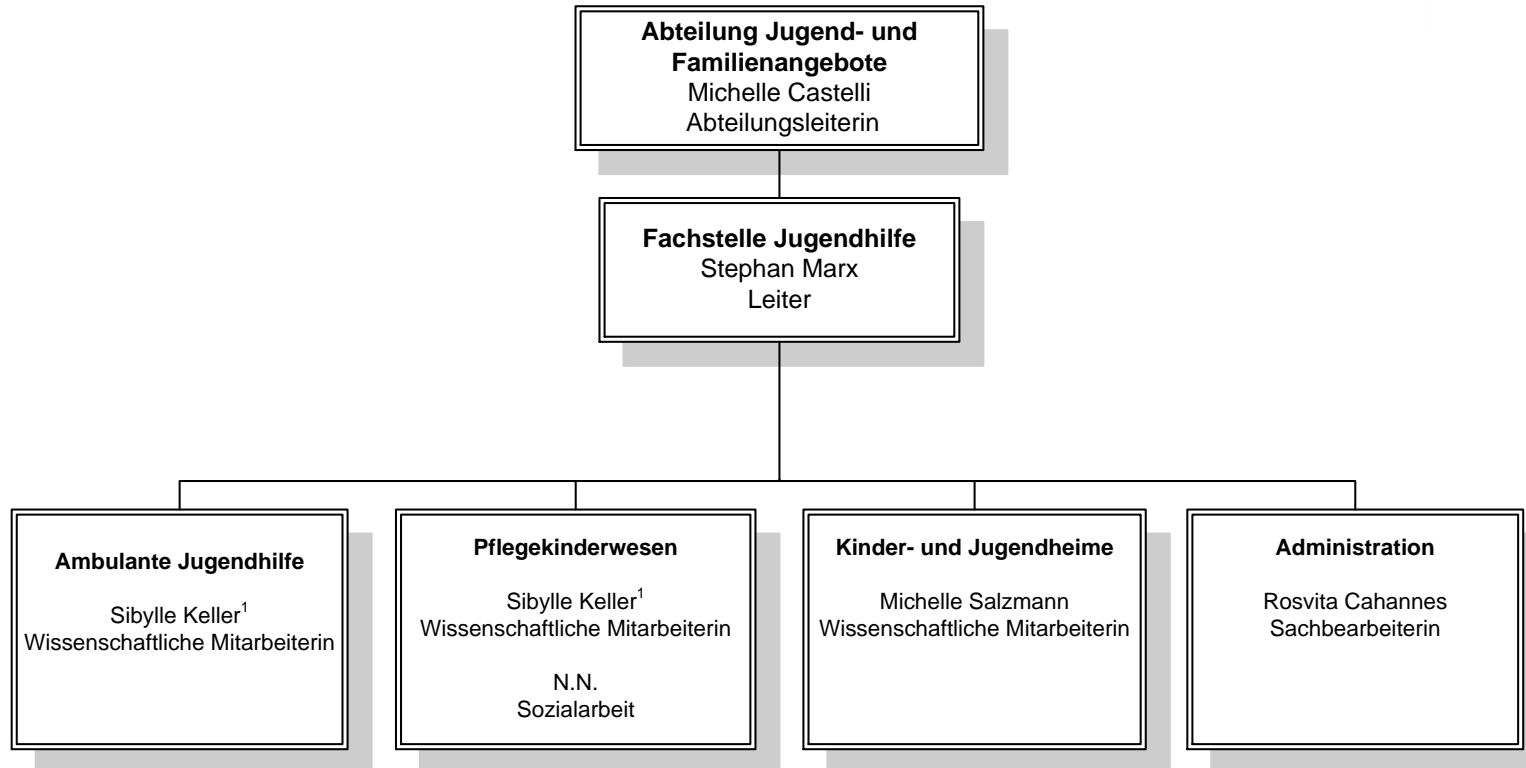 Abteilung Jugend- und
Familienangebote
Michelle Castelli
Abteilungsleiterin
Fachstelle Jugendhilfe
Stephan Marx
Leiter
Ambulante Jugendhilfe
Sibylle Keller¹
Wissenschaftliche Mitarbeiterin
Pflegekinderwesen
Sibylle Keller¹
Wissenschaftliche Mitarbeiterin
N.N.
Sozialarbeit
Kinder- und Jugendheime
Michelle Salzmann
Wissenschaftliche Mitarbeiterin
Administration
Rosvita Cahannes
Sachbearbeiterin